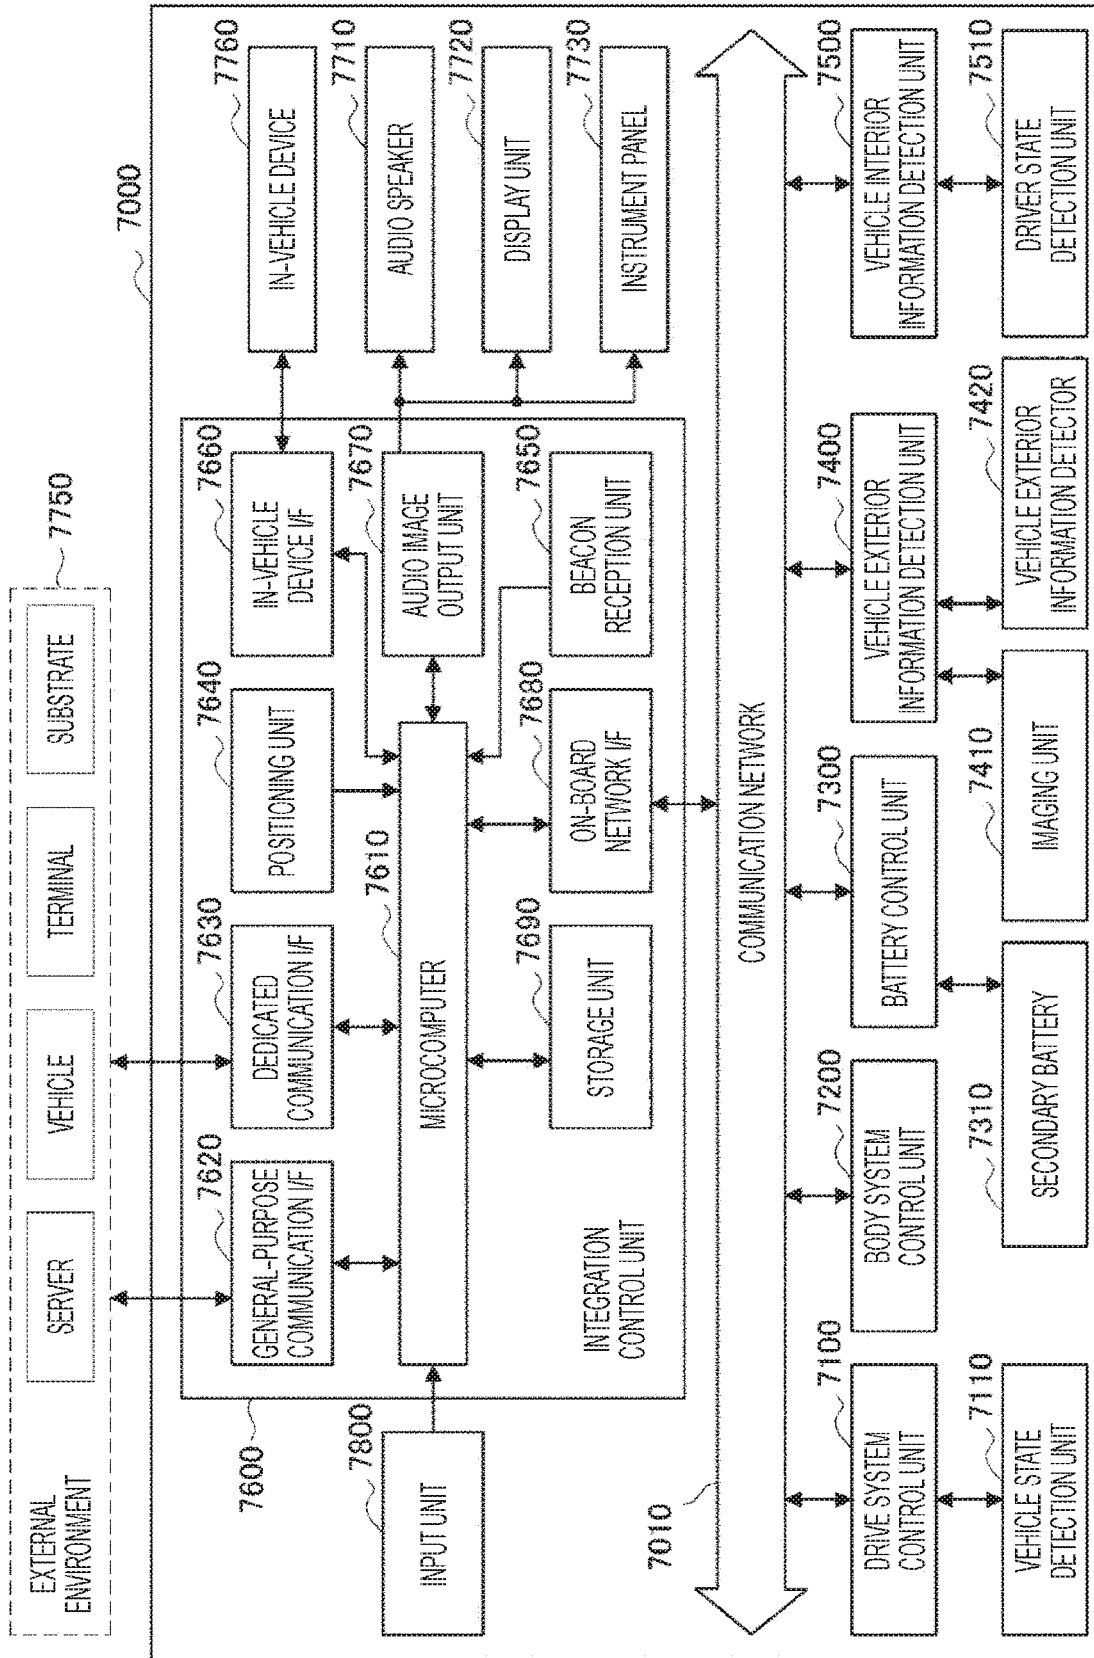 7000
EXTERNAL
ENVIRONMENT
SERVER
VEHICLE
TERMINAL
SUBSTRATE
7750
7600
7620
GENERAL-PURPOSE
COMMUNICATION I/F
7630
DEDICATED
COMMUNICATION I/F
7640
POSITIONING UNIT
7660
IN-VEHICLE
DEVICE I/F
7760
IN-VEHICLE DEVICE
7800
INPUT UNIT
7610
MICROCOMPUTER
7670
AUDIO IMAGE
OUTPUT UNIT
7710
AUDIO SPEAKER
7720
DISPLAY UNIT
7730
INSTRUMENT PANEL
INTEGRATION
CONTROL UNIT
7690
STORAGE UNIT
7680
ON-BOARD
NETWORK I/F
7650
BEACON
RECEPTION UNIT
7010
COMMUNICATION NETWORK
7100
DRIVE SYSTEM
CONTROL UNIT
7200
BODY SYSTEM
CONTROL UNIT
7300
BATTERY CONTROL UNIT
7400
VEHICLE EXTERIOR
INFORMATION DETECTION UNIT
7500
VEHICLE INTERIOR
INFORMATION DETECTION UNIT
7110
VEHICLE STATE
DETECTION UNIT
7310
SECONDARY BATTERY
7410
IMAGING UNIT
7420
VEHICLE EXTERIOR
INFORMATION DETECTOR
7510
DRIVER STATE
DETECTION UNIT